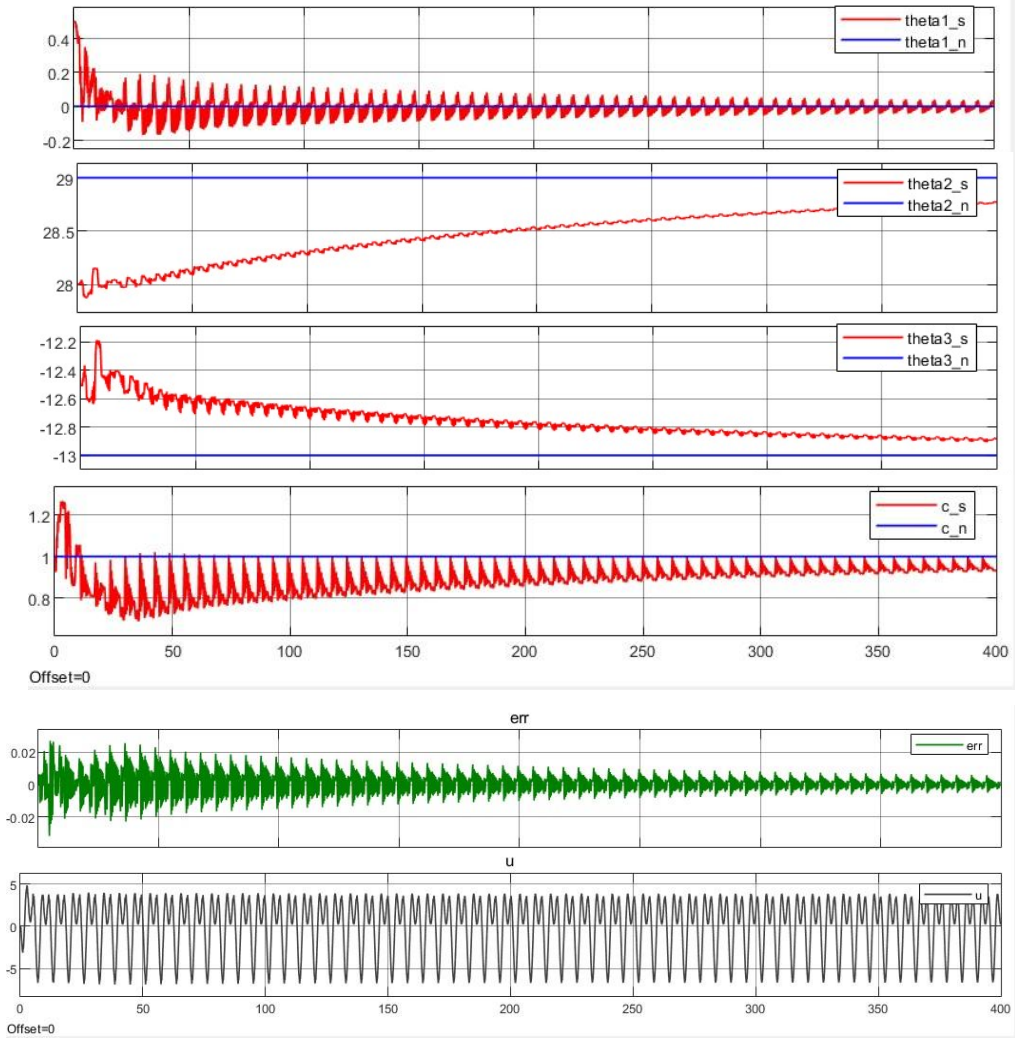 0.4
0.2
0
-0.2
theta1_s
theta1_n
29
28.5
28
theta2_s
theta2_n
-12.2
-12.4
-12.6
-12.8
-13
theta3_s
theta3_n
1.2
1
0.8
c_s
c_n
0 50 100 150 200 250 300 350 400
Offset=0
err
0.02
0
-0.02
err
u
5
0
-5
u
0 50 100 150 200 250 300 350 400
Offset=0